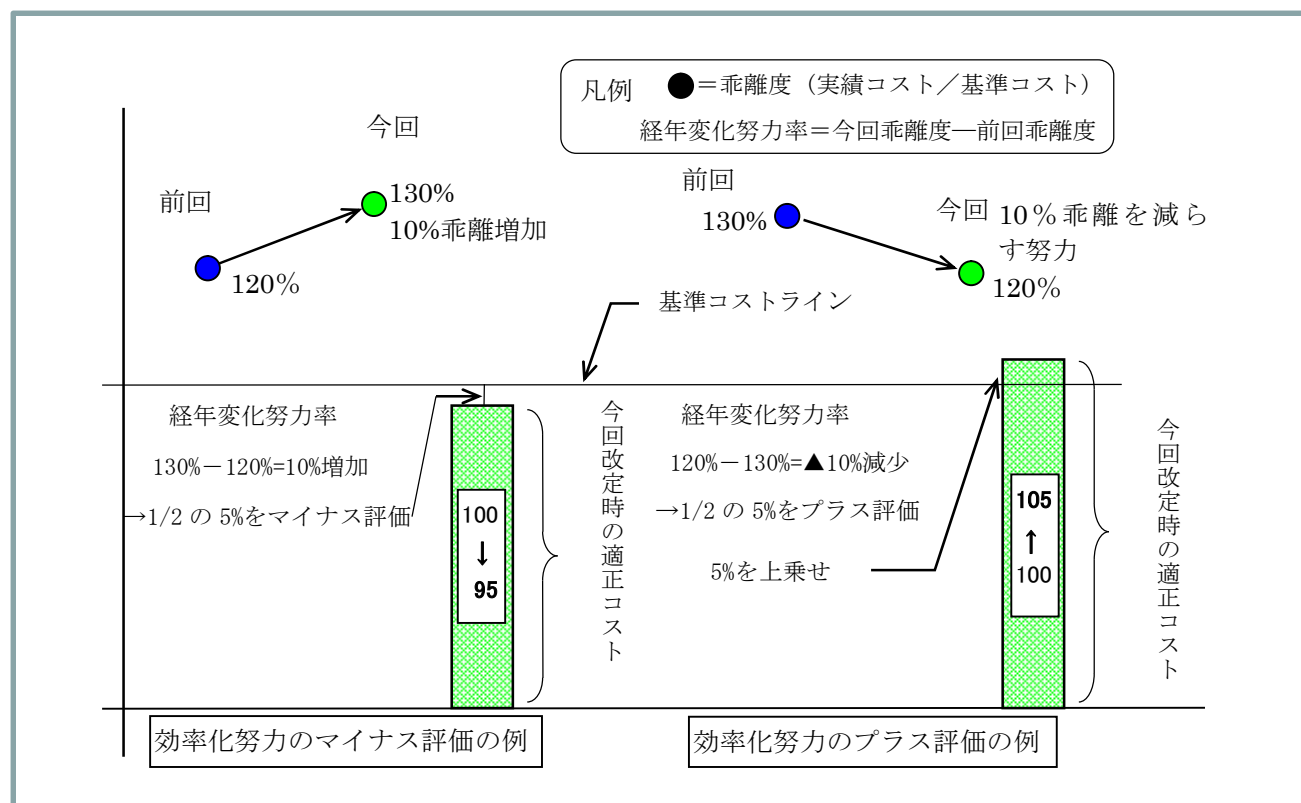 凡例 ●＝乖離度（実績コスト／基準コスト）
経年変化努力率＝今回乖離度―前回乖離度
今回
前回
130%
10%乖離増加
120%
前回
130%
今回
10％乖離を減ら
す努力
120%
基準コストライン
経年変化努力率
130%－120%=10%増加
→1/2 の 5%をマイナス評価
100
↓
95
今回改定時の適正コスト
経年変化努力率
120%－130%=▲10%減少
→1/2 の 5%をプラス評価
5%を上乗せ
105
↑
100
今回改定時の適正コスト
効率化努力のマイナス評価の例
効率化努力のプラス評価の例